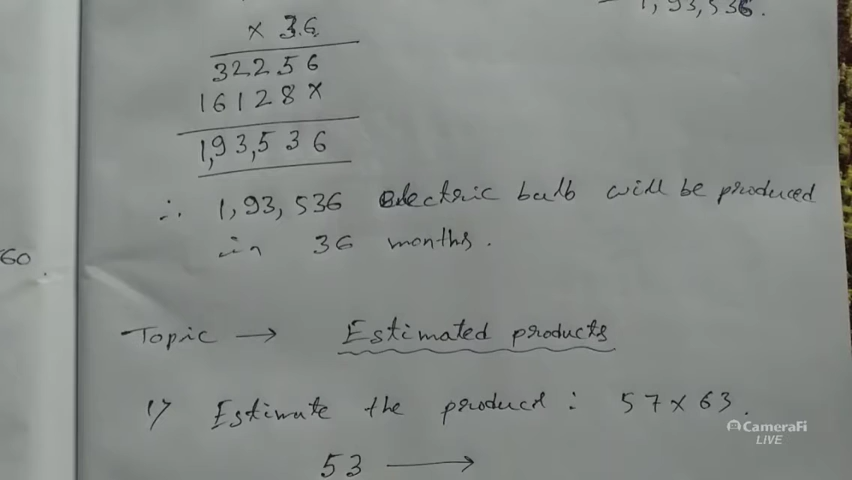 1,93,536.
× 36
32256
16128×
1,93,536
∴ 1,93,536 electric bulb will be produced
in 36 months.
60.
Topic → Estimated products
1) Estimate the product : 57 × 63.
CameraFi
LIVE
53 →